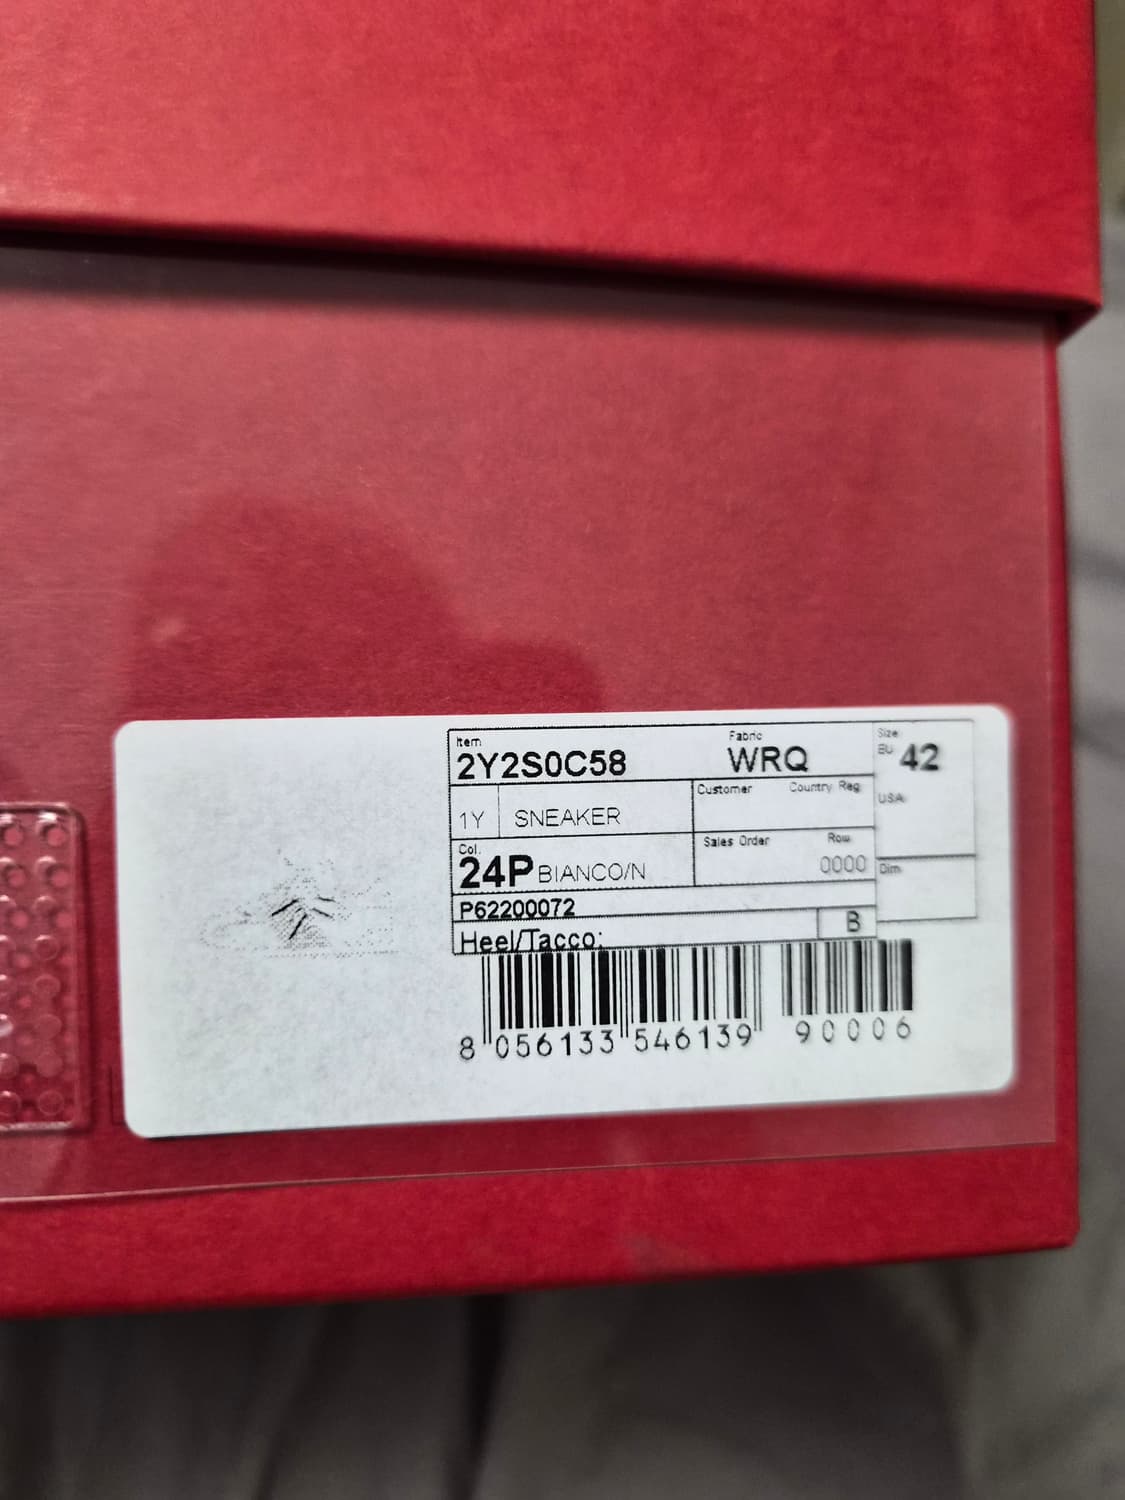 Item
2Y2S0C58
Fabric
WRQ
Size
EU 42
USA
1Y SNEAKER
Customer Country Reg
Col.
24P BIANCO/N
Sales Order Row
0000
Dim
P62200072
Heel/Tacco:
B
8 056133 546139 90006